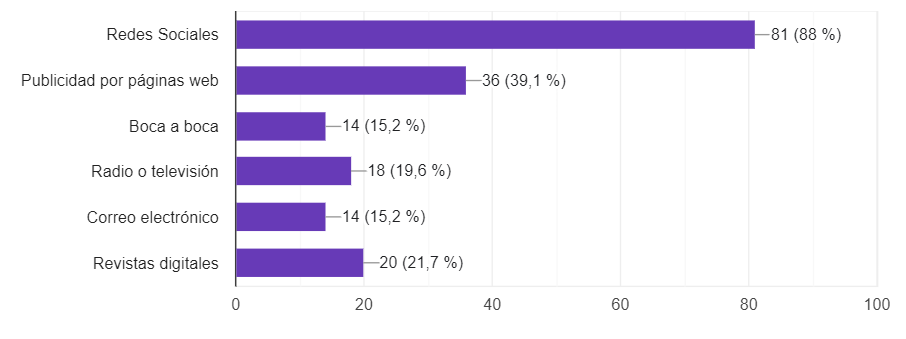 Redes Sociales 81 (88 %)
Publicidad por páginas web 36 (39,1 %)
Boca a boca 14 (15,2 %)
Radio o televisión 18 (19,6 %)
Correo electrónico 14 (15,2 %)
Revistas digitales 20 (21,7 %)
0 20 40 60 80 100